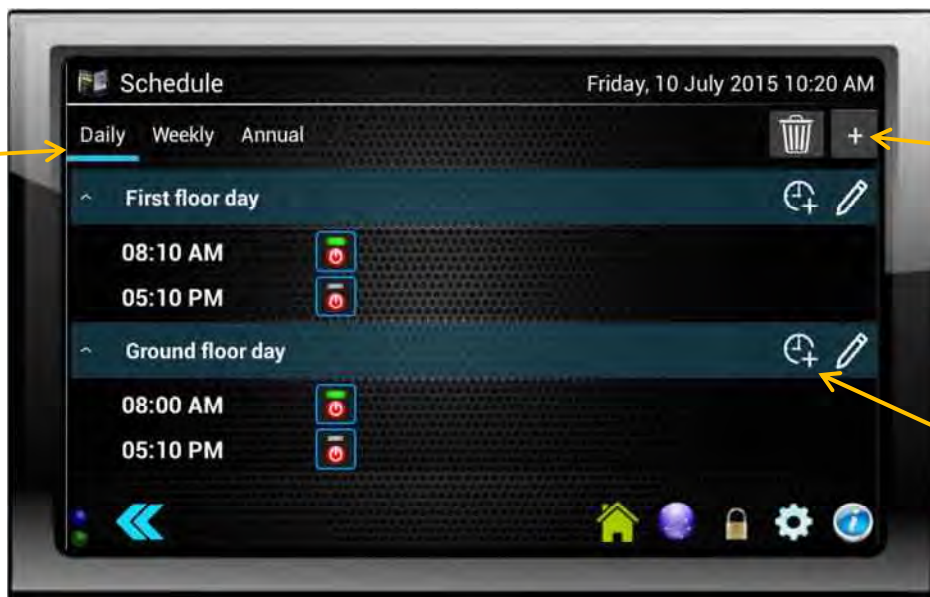 Schedule
Friday, 10 July 2015 10:20 AM
Daily Weekly Annual
+
First floor day
08:10 AM
05:10 PM
Ground floor day
08:00 AM
05:10 PM